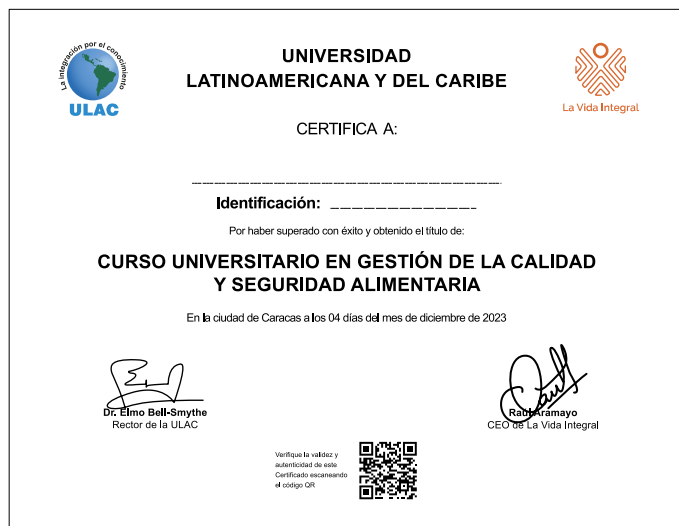 La integración por el conocimiento
ULAC
UNIVERSIDAD
LATINOAMERICANA Y DEL CARIBE
La Vida Integral
CERTIFICA A:
Identificación:
Por haber superado con éxito y obtenido el título de:
CURSO UNIVERSITARIO EN GESTIÓN DE LA CALIDAD
Y SEGURIDAD ALIMENTARIA
En la ciudad de Caracas a los 04 días del mes de diciembre de 2023
Dr. Elmo Bell-Smythe
Rector de la ULAC
Raúl Aramayo
CEO de La Vida Integral
Verifique la validez y
autenticidad de este
Certificado escaneando
el código QR